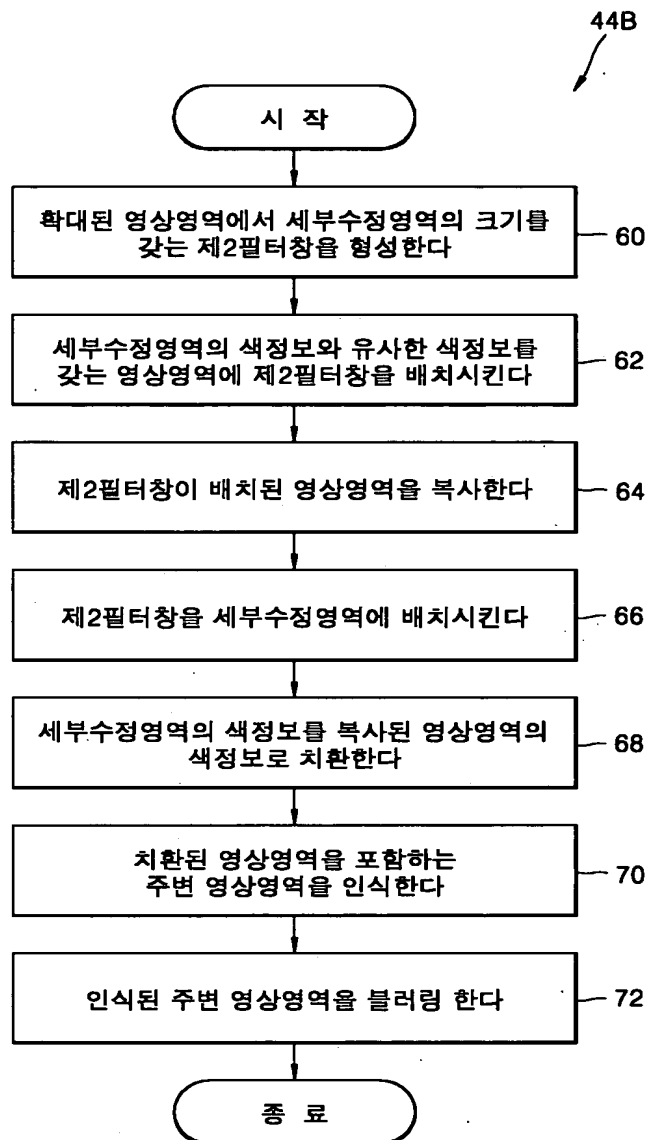 44B
시 작
확대된 영상영역에서 세부수정영역의 크기를
갖는 제2필터창을 형성한다
60
세부수정영역의 색정보와 유사한 색정보를
갖는 영상영역에 제2필터창을 배치시킨다
62
제2필터창이 배치된 영상영역을 복사한다
64
제2필터창을 세부수정영역에 배치시킨다
66
세부수정영역의 색정보를 복사된 영상영역의
색정보로 치환한다
68
치환된 영상영역을 포함하는
주변 영상영역을 인식한다
70
인식된 주변 영상영역을 블러링 한다
72
종 료